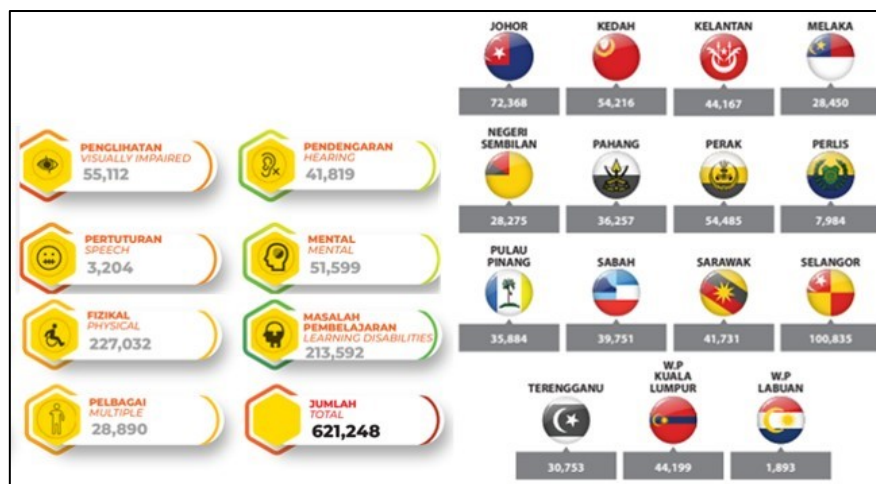 PENGLIHATAN
VISUALLY IMPAIRED
55,112
PENDENGARAN
HEARING
41,819
PERTUTURAN
SPEECH
3,204
MENTAL
MENTAL
51,599
FIZIKAL
PHYSICAL
227,032
MASALAH
PEMBELAJARAN
LEARNING DISABILITIES
213,592
PELBAGAI
MULTIPLE
28,890
JUMLAH
TOTAL
621,248
JOHOR
72,368
KEDAH
54,216
KELANTAN
44,167
MELAKA
28,450
NEGERI
SEMBILAN
28,275
PAHANG
36,257
PERAK
54,485
PERLIS
7,984
PULAU
PINANG
35,884
SABAH
39,751
SARAWAK
41,731
SELANGOR
100,835
TERENGGANU
30,753
W.P
KUALA
LUMPUR
44,199
W.P
LABUAN
1,893